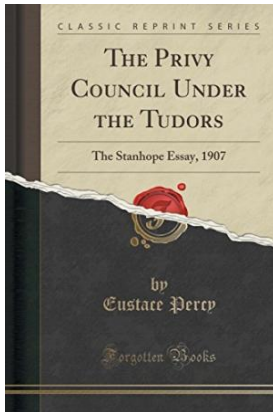 CLASSIC REPRINT SERIES
THE PRIVY
COUNCIL UNDER
THE TUDORS
The Stanhope Essay, 1907
by
Eustace Percy
Forgotten Books